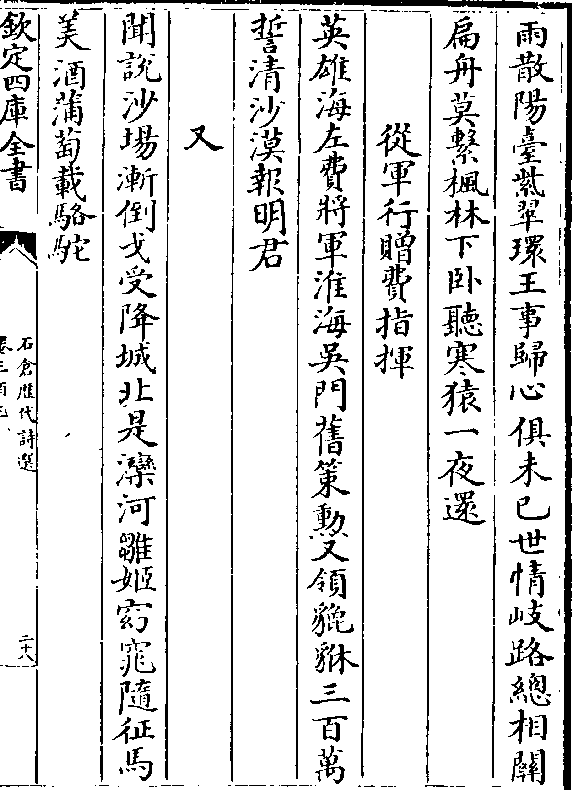 雨散陽臺縈翠環王事歸心俱未已世情岐路總相關
扁舟莫繫楓林下卧聽寒猿一夜還
從軍行贈費指揮
英雄海左費將軍淮海吳門舊策勲又領貔貅三百萬
誓清沙漠報明君
又
聞說沙場漸倒戈受降城北是灤河雛姬窈窕隨征馬
美酒蒲萄載駱駝
欽定四庫全書
石倉歷代詩選
二十八